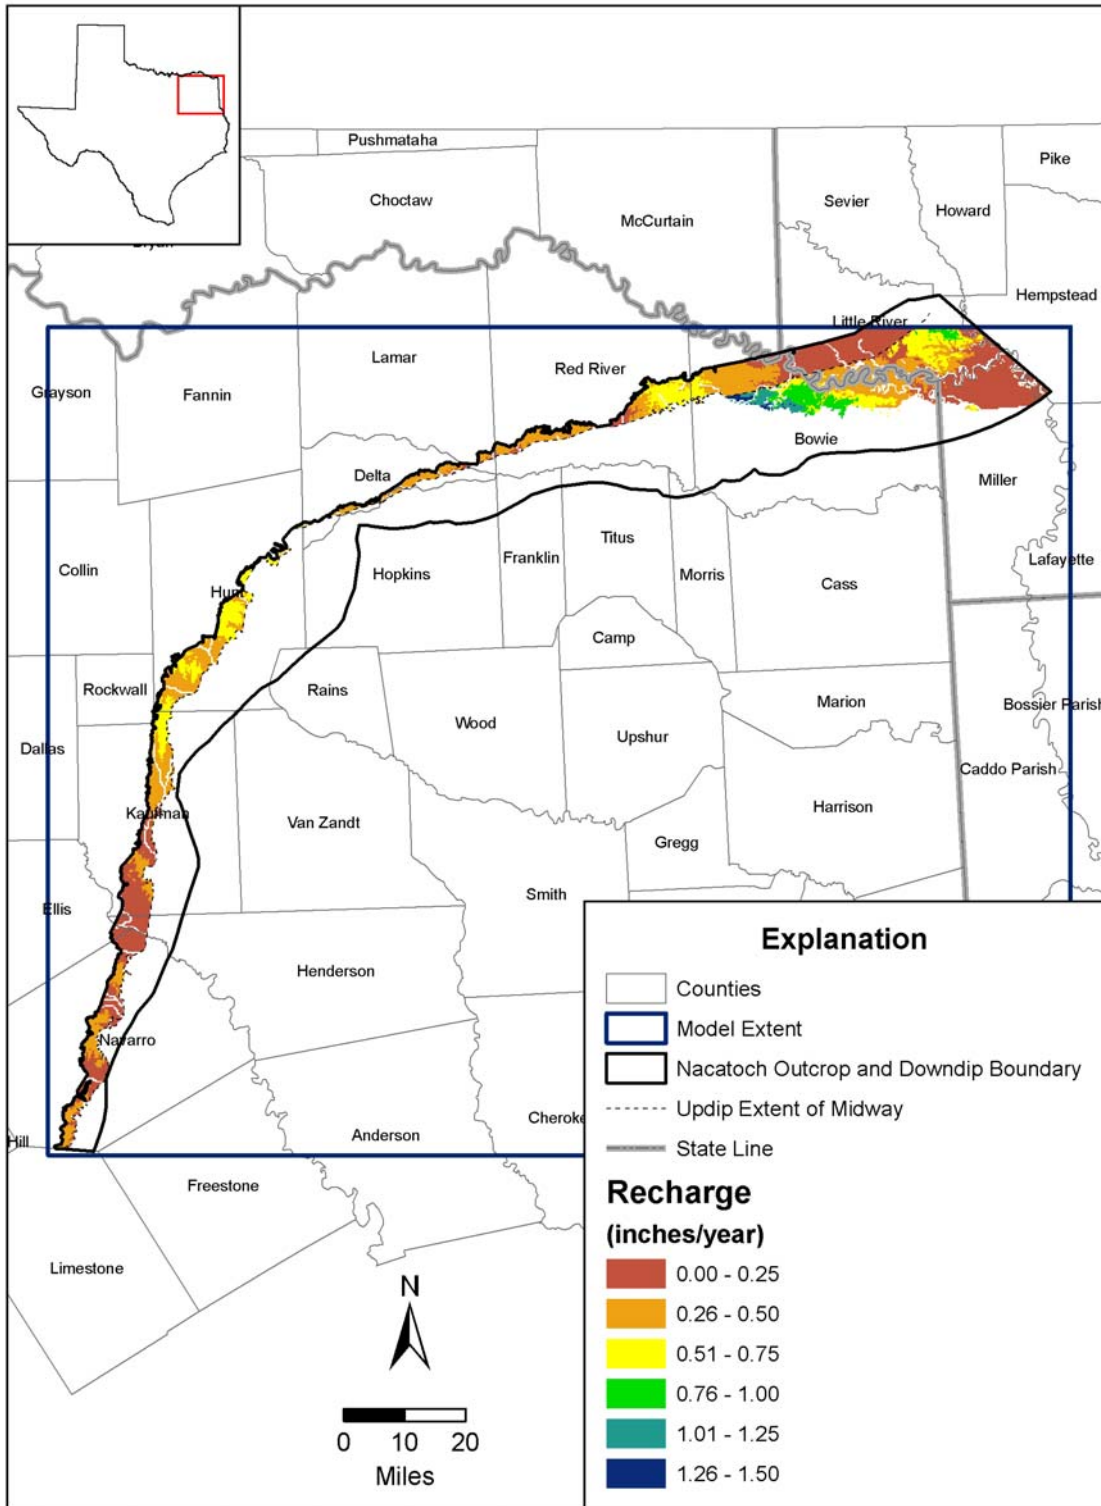 Pushmataha
Pike
Choctaw
Sevier
Howard
McCurtain
Bryan
Hempstead
Little River
Lamar
Red River
Grayson
Fannin
Bowie
Delta
Miller
Titus
Lafayette
Collin
Hopkins
Franklin
Morris
Cass
Hunt
Camp
Rockwall
Rains
Marion
Bossier Parish
Wood
Upshur
Dallas
Caddo Parish
Kaufman
Van Zandt
Harrison
Gregg
Smith
Ellis
Henderson
Navarro
Cheroke
Hill
Anderson
Freestone
Limestone
N
0 10 20
Miles
Explanation
Counties
Model Extent
Nacatoch Outcrop and Downdip Boundary
Updip Extent of Midway
State Line
Recharge
(inches/year)
0.00 - 0.25
0.26 - 0.50
0.51 - 0.75
0.76 - 1.00
1.01 - 1.25
1.26 - 1.50